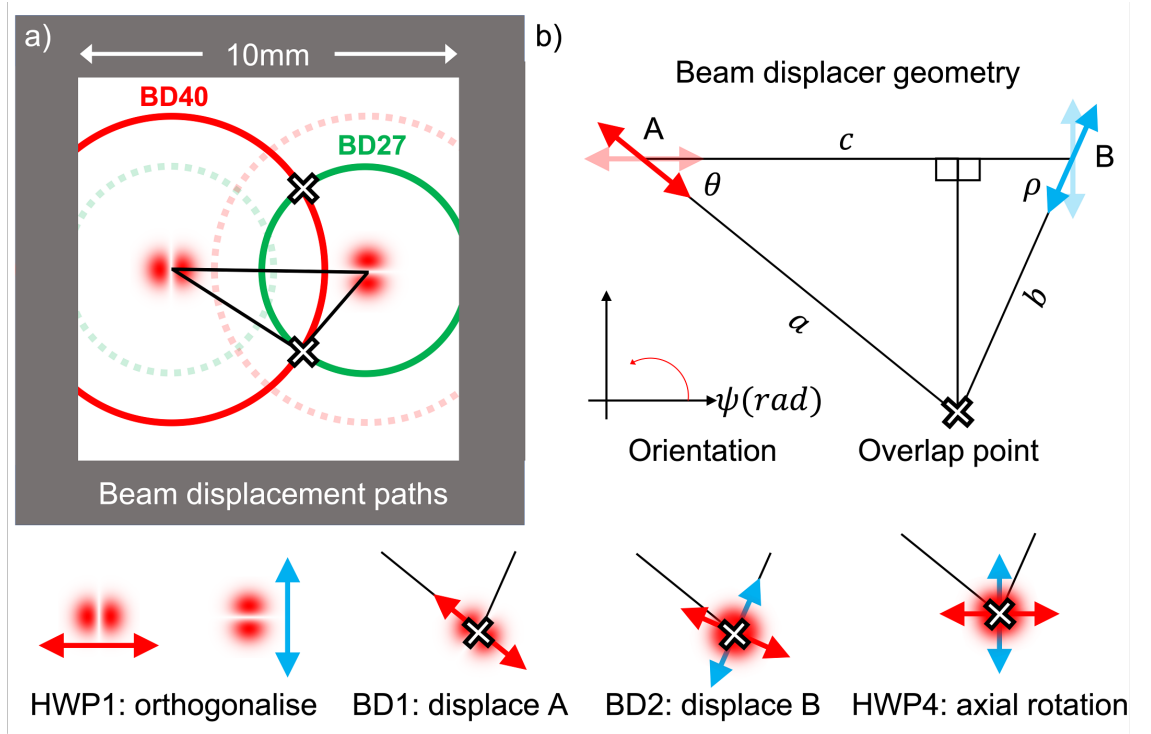 a)
10mm
BD40
BD27
Beam displacement paths
b)
Beam displacer geometry
A
c
B
θ
ρ
a
b
ψ(rad)
Orientation
Overlap point
HWP1: orthogonalise
BD1: displace A
BD2: displace B
HWP4: axial rotation